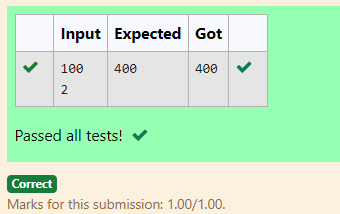 Input Expected Got
100 400 400
2
Passed all tests!
Correct
Marks for this submission: 1.00/1.00.